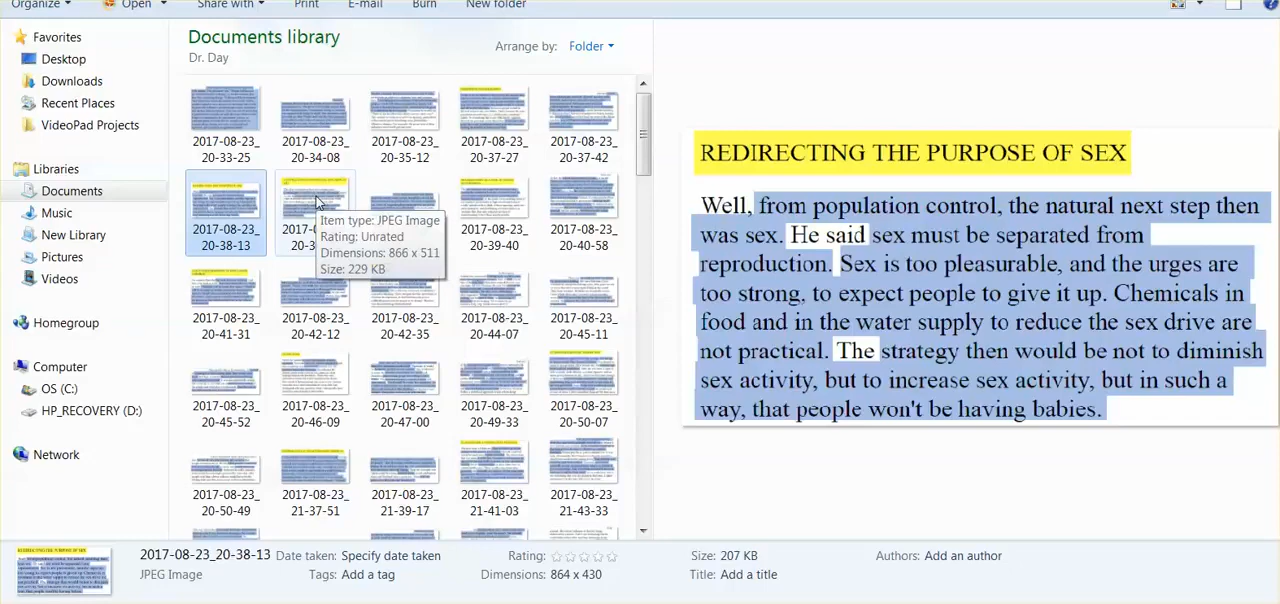 Organize Open Share with Print E-mail Burn New folder
Favorites
Desktop
Downloads
Recent Places
VideoPad Projects
Libraries
Documents
Music
New Library
Pictures
Videos
Homegroup
Computer
OS (C:)
HP_RECOVERY (D:)
Network
Documents library
Dr. Day
Arrange by: Folder
2017-08-23_
20-33-25
2017-08-23_
20-34-08
2017-08-23_
20-35-12
2017-08-23_
20-37-27
2017-08-23_
20-37-42
2017-08-23_
20-38-13
2017-0
20-3
Item type: JPEG Image
Rating: Unrated
Dimensions: 866 x 511
Size: 229 KB
2017-08-23_
20-39-40
2017-08-23_
20-40-58
2017-08-23_
20-41-31
2017-08-23_
20-42-12
2017-08-23_
20-42-35
2017-08-23_
20-44-07
2017-08-23_
20-45-11
2017-08-23_
20-45-52
2017-08-23_
20-46-09
2017-08-23_
20-47-00
2017-08-23_
20-49-33
2017-08-23_
20-50-07
2017-08-23_
20-50-49
2017-08-23_
21-37-51
2017-08-23_
21-39-17
2017-08-23_
21-41-03
2017-08-23_
21-43-33
REDIRECTING THE PURPOSE OF SEX
Well, from population control, the natural next step then
was sex. He said sex must be separated from
reproduction. Sex is too pleasurable, and the urges are
too strong, to expect people to give it up. Chemicals in
food and in the water supply to reduce the sex drive are
not practical. The strategy then would be not to diminish
sex activity, but to increase sex activity, but in such a
way, that people won't be having babies.
2017-08-23_20-38-13 Date taken: Specify date taken Rating: Size: 207 KB Authors: Add an author
JPEG Image Tags: Add a tag Dimensions: 864 x 430 Title: Add a title